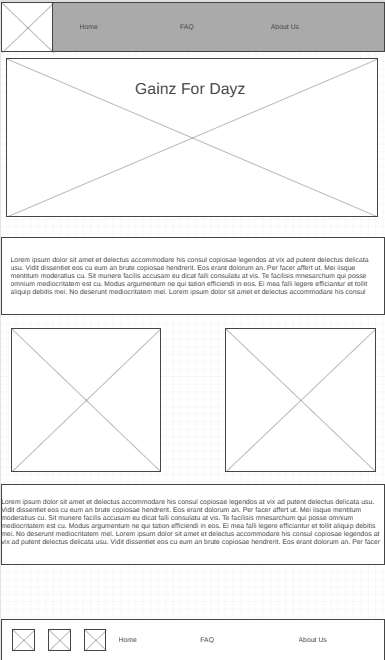 Home FAQ About Us
Gainz For Dayz
Lorem ipsum dolor sit amet et delectus accommodare his consul copiosae legendos at vix ad putent delectus delicata
usu. Vidit dissentiet eos cu eum an brute copiosae hendrerit. Eos erant dolorum an. Per facer affert ut. Mei iisque
mentitum moderatius cu. Sit munere facilis accusam eu dicat falli consulatu at vis. Te facilisis mnesarchum qui posse
omnium mediocritatem est cu. Modus argumentum ne qui tation efficiendi in eos. Ei mea falli legere efficiantur et tollit
aliquip debitis mei. No deserunt mediocritatem mel. Lorem ipsum dolor sit amet et delectus accommodare his consul
Lorem ipsum dolor sit amet et delectus accommodare his consul copiosae legendos at vix ad putent delectus delicata usu.
Vidit dissentiet eos cu eum an brute copiosae hendrerit. Eos erant dolorum an. Per facer affert ut. Mei iisque mentitum
moderatius cu. Sit munere facilis accusam eu dicat falli consulatu at vis. Te facilisis mnesarchum qui posse omnium
mediocritatem est cu. Modus argumentum ne qui tation efficiendi in eos. Ei mea falli legere efficiantur et tollit aliquip debitis
mei. No deserunt mediocritatem mel. Lorem ipsum dolor sit amet et delectus accommodare his consul copiosae legendos at
vix ad putent delectus delicata usu. Vidit dissentiet eos cu eum an brute copiosae hendrerit. Eos erant dolorum an. Per facer
Home FAQ About Us